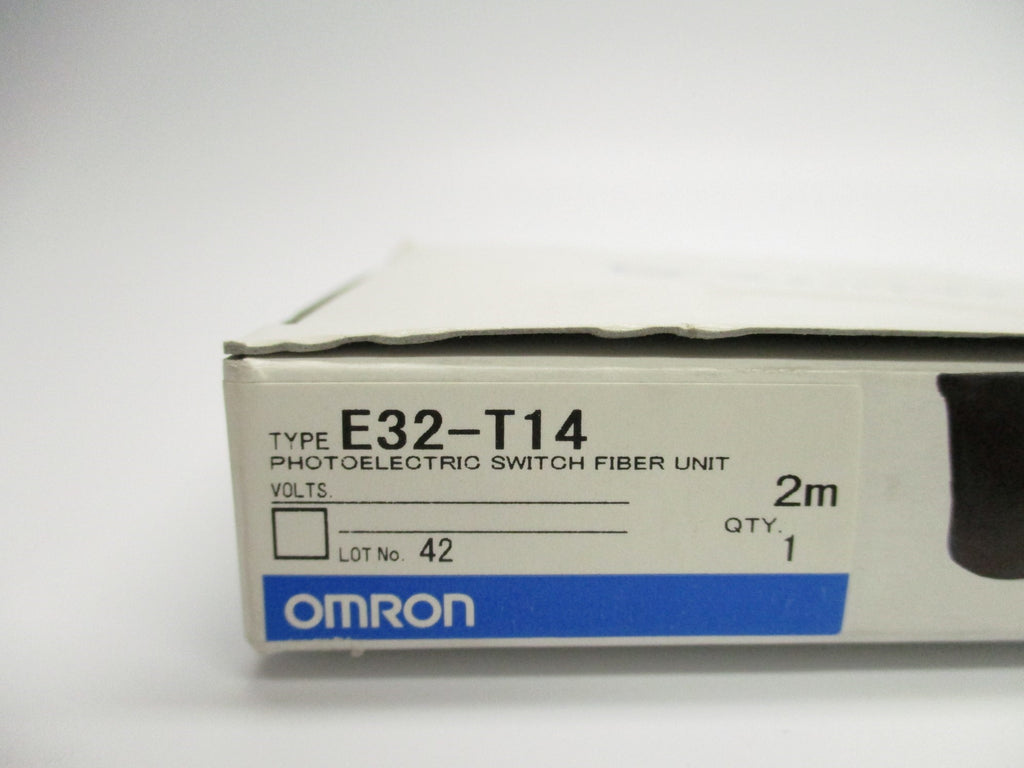 TYPE E32-T14
PHOTOELECTRIC SWITCH FIBER UNIT
VOLTS.
2m
QTY.
LOT No. 42
1
OMRON